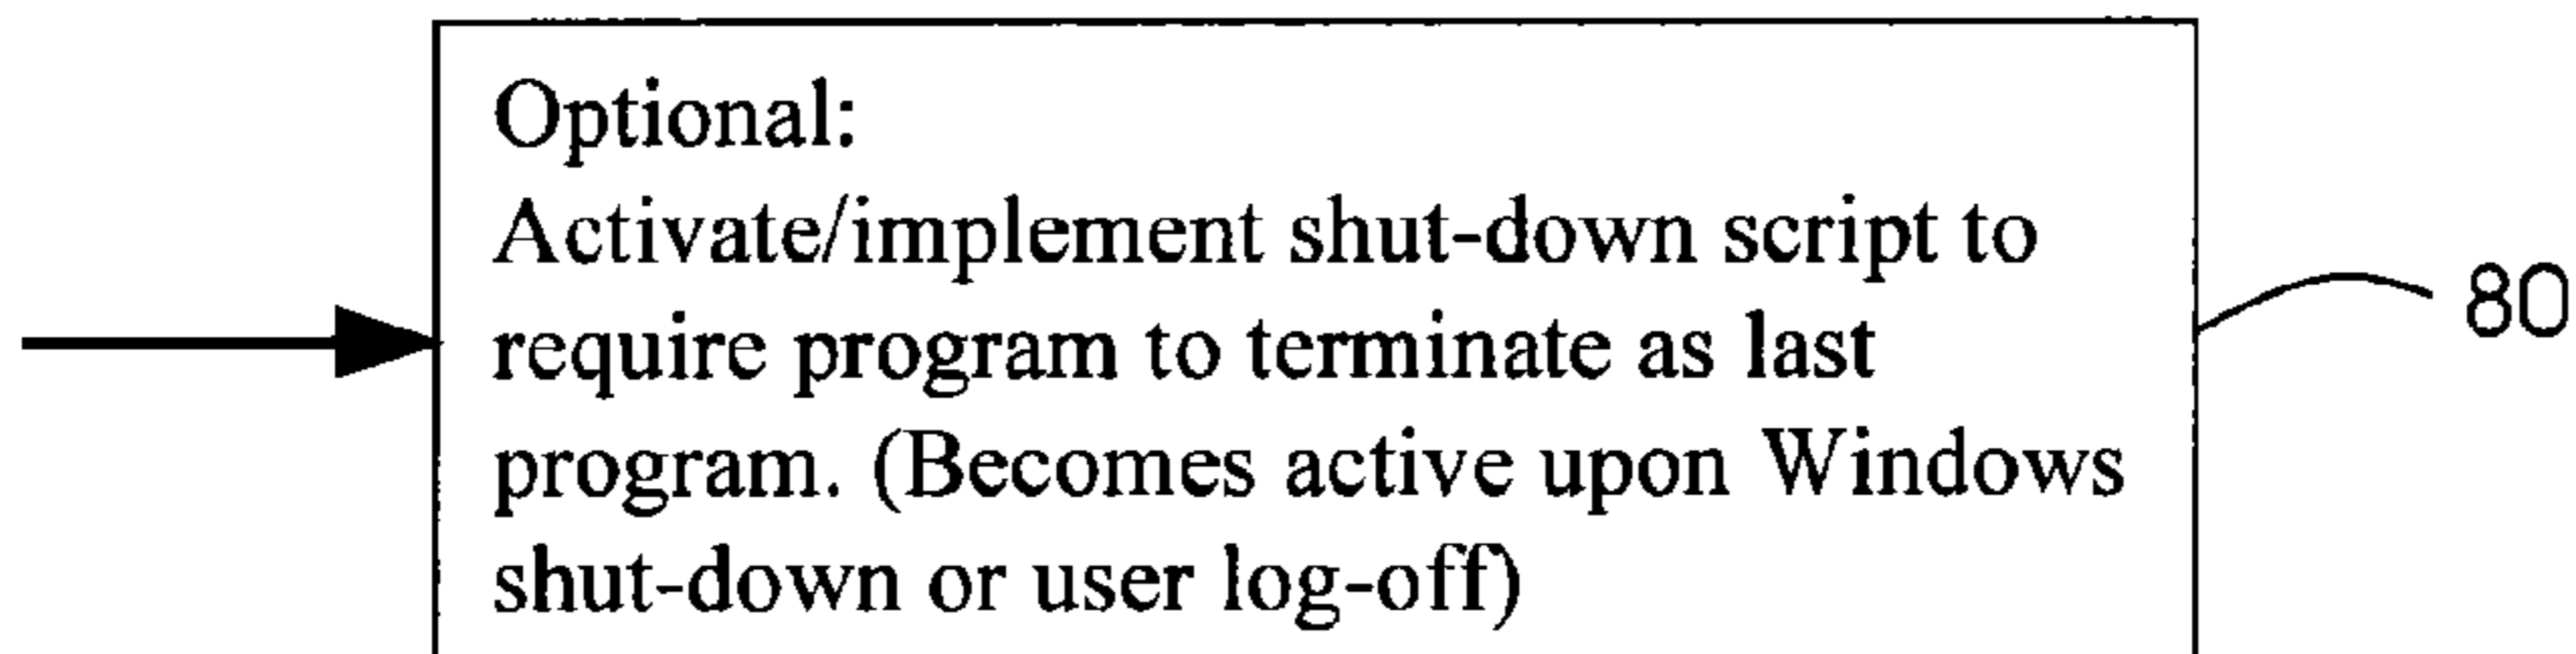 Optional:
Activate/implement shut-down script to
require program to terminate as last
program. (Becomes active upon Windows
shut-down or user log-off)
80